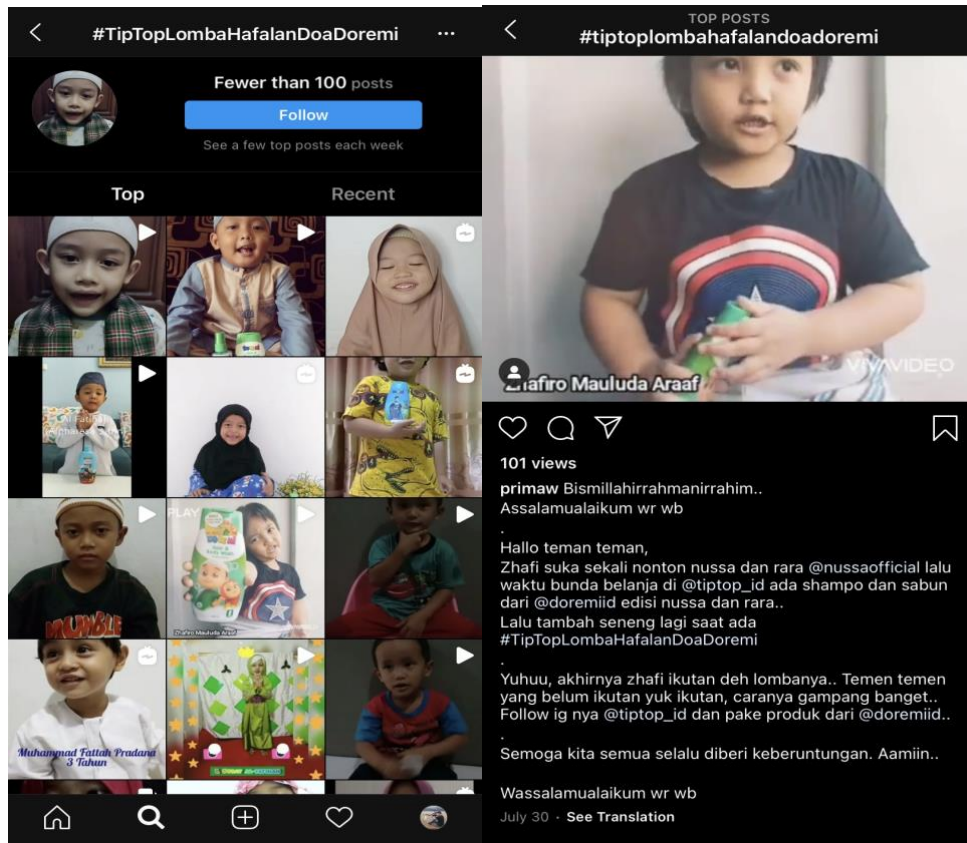 #TipTopLombaHafalanDoaDoremi
Fewer than 100 posts
Follow
See a few top posts each week
Top
Recent
PLAY
Zhafiro Mauluda Araaf
Muhammad Fattah Pradana
3 Tahun
TOP POSTS
#tiptoplombahafalandoadoremi
VIVAVIDEO
Zhafiro Mauluda Araaf
101 views
primaw Bismillahirrahmanirrahim..
Assalamualaikum wr wb
.
Hallo teman teman,
Zhafi suka sekali nonton nussa dan rara @nussaofficial lalu
waktu bunda belanja di @tiptop_id ada shampo dan sabun
dari @doremiid edisi nussa dan rara..
Lalu tambah seneng lagi saat ada
#TipTopLombaHafalanDoaDoremi
.
Yuhuu, akhirnya zhafi ikutan deh lombanya.. Temen temen
yang belum ikutan yuk ikutan, caranya gampang banget..
Follow ig nya @tiptop_id dan pake produk dari @doremiid..
.
Semoga kita semua selalu diberi keberuntungan. Aamiin..
Wassalamualaikum wr wb
July 30 · See Translation